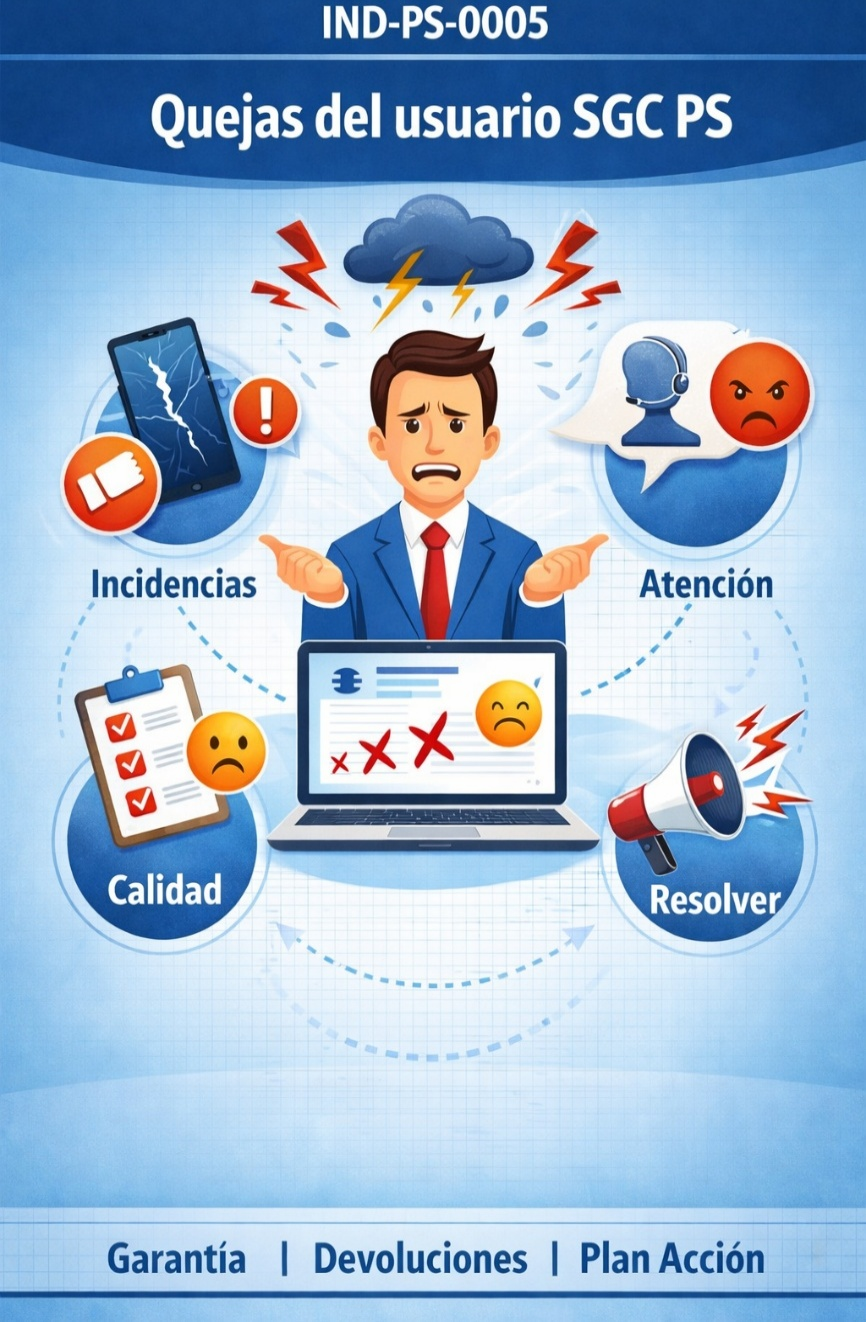 IND-PS-0005
Quejas del usuario SGC PS
Incidencias
Atención
Calidad
Resolver
Garantía | Devoluciones | Plan Acción